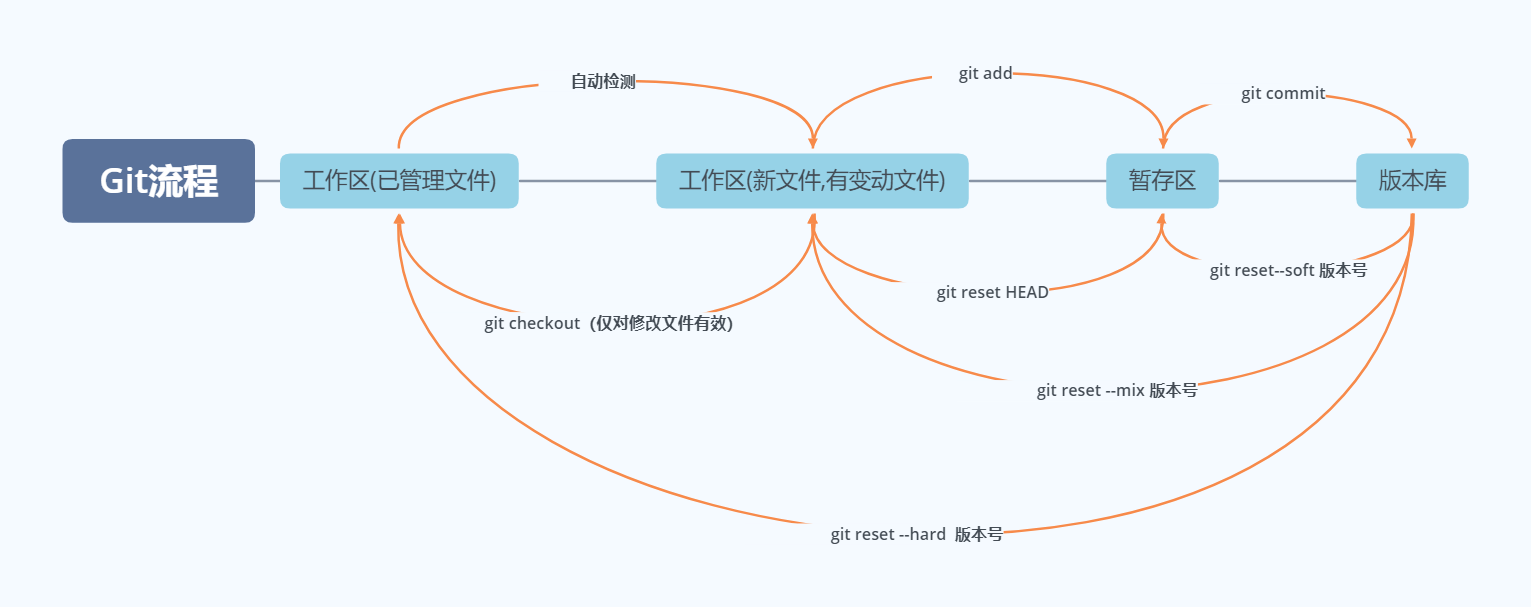 自动检测
git add
git commit
Git流程
工作区(已管理文件)
工作区(新文件,有变动文件)
暂存区
版本库
git reset--soft 版本号
git reset HEAD
git checkout（仅对修改文件有效）
git reset --mix 版本号
git reset --hard  版本号